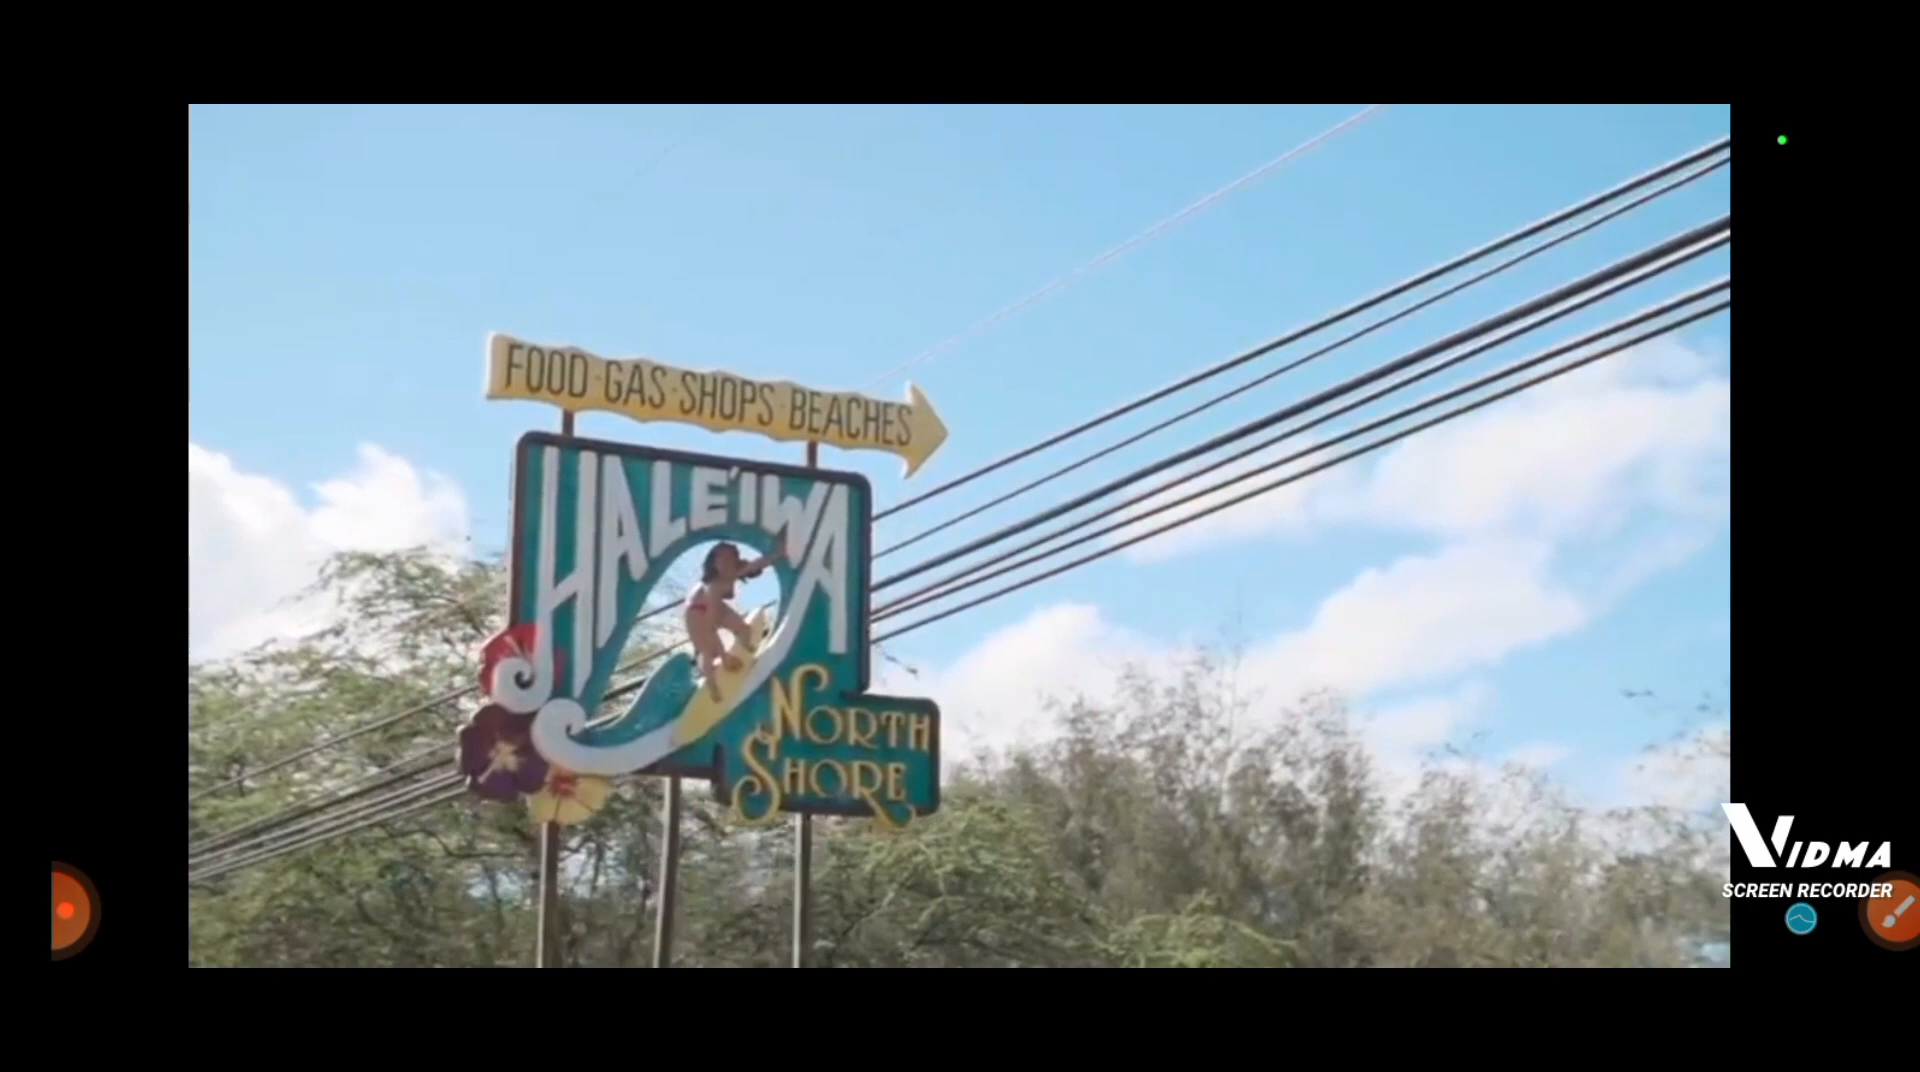 FOOD·GAS·SHOPS·BEACHES
HALE'IWA
NORTH
SHORE
VIDMA
SCREEN RECORDER